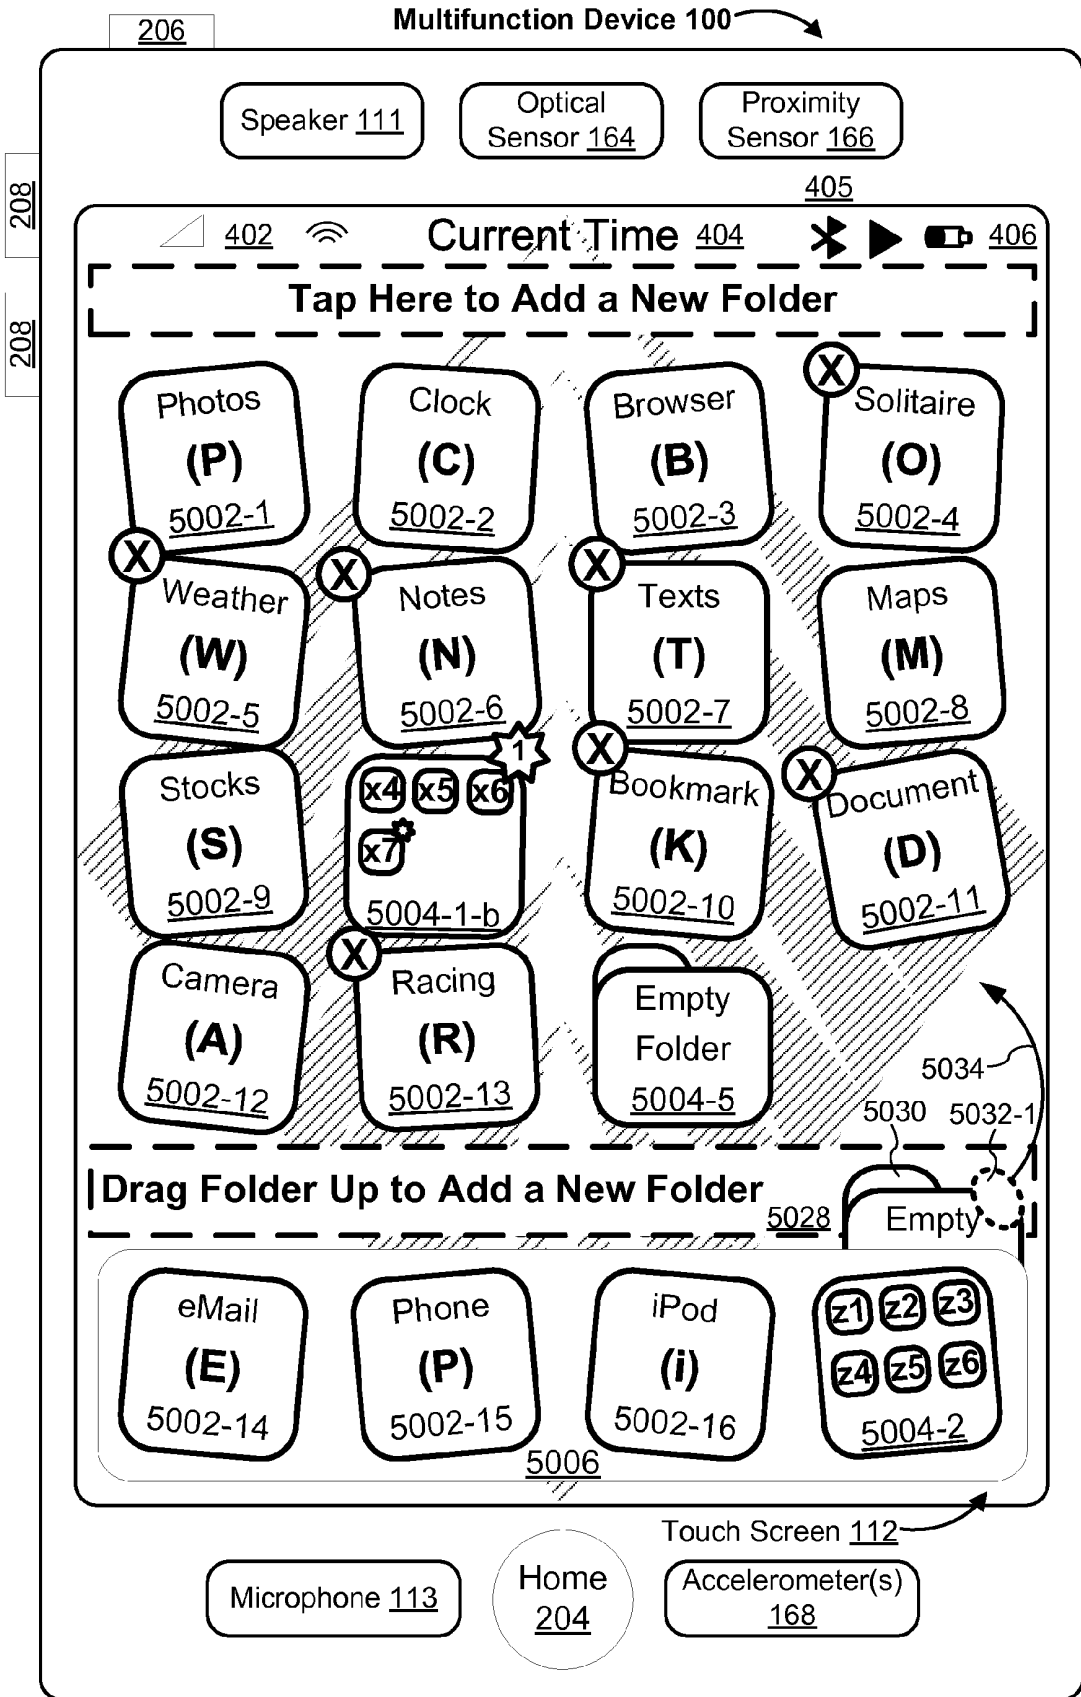 Multifunction Device 100
206
Speaker 111
Optical
Sensor 164
Proximity
Sensor 166
208
208
405
402
Current Time 404
406
Tap Here to Add a New Folder
Photos
(P)
5002-1
Clock
(C)
5002-2
Browser
(B)
5002-3
X
Solitaire
(O)
5002-4
X
Weather
(W)
5002-5
X
Notes
(N)
5002-6
X
Texts
(T)
5002-7
Maps
(M)
5002-8
Stocks
(S)
5002-9
1
x4 x5 x6
x7
5004-1-b
X
Bookmark
(K)
5002-10
X
Document
(D)
5002-11
Camera
(A)
5002-12
X
Racing
(R)
5002-13
Empty
Folder
5004-5
5034
5030
5032-1
Drag Folder Up to Add a New Folder
5028
Empty
eMail
(E)
5002-14
Phone
(P)
5002-15
iPod
(i)
5002-16
z1 z2 z3
z4 z5 z6
5004-2
5006
Touch Screen 112
Microphone 113
Home
204
Accelerometer(s)
168